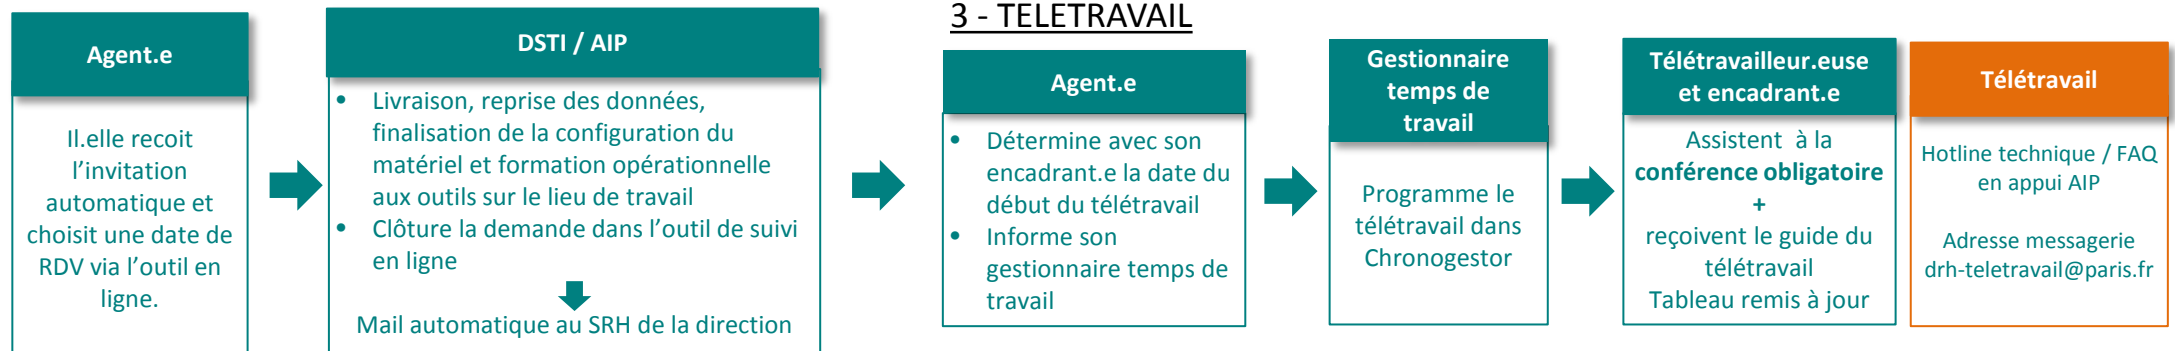 3 - TELETRAVAIL
Agent.e
Il.elle recoit
l’invitation
automatique et
choisit une date de
RDV via l’outil en
ligne.
DSTI / AIP
• Livraison, reprise des données,
finalisation de la configuration du
matériel et formation opérationnelle
aux outils sur le lieu de travail
• Clôture la demande dans l’outil de suivi
en ligne
Mail automatique au SRH de la direction
Agent.e
• Détermine avec son
encadrant.e la date du
début du télétravail
• Informe son
gestionnaire temps de
travail
Gestionnaire
temps de
travail
Programme le
télétravail dans
Chronogestor
Télétravailleur.euse
et encadrant.e
Assistent à la
conférence obligatoire
+
reçoivent le guide du
télétravail
Tableau remis à jour
Télétravail
Hotline technique / FAQ
en appui AIP
Adresse messagerie
drh-teletravail@paris.fr